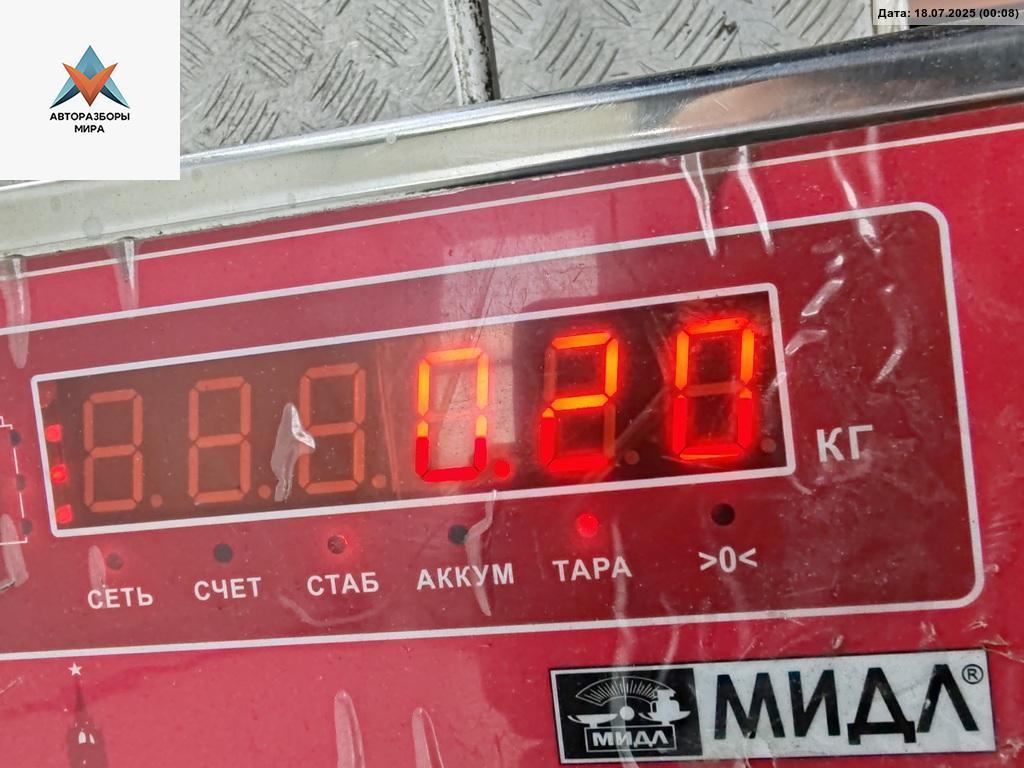 Дата: 18.07.2025 (00:08)
АВТОРАЗБОРЫ
МИРА
0.20
КГ
СЕТЬ СЧЕТ СТАБ АККУМ ТАРА >0<
МИДЛ
МИДЛ®